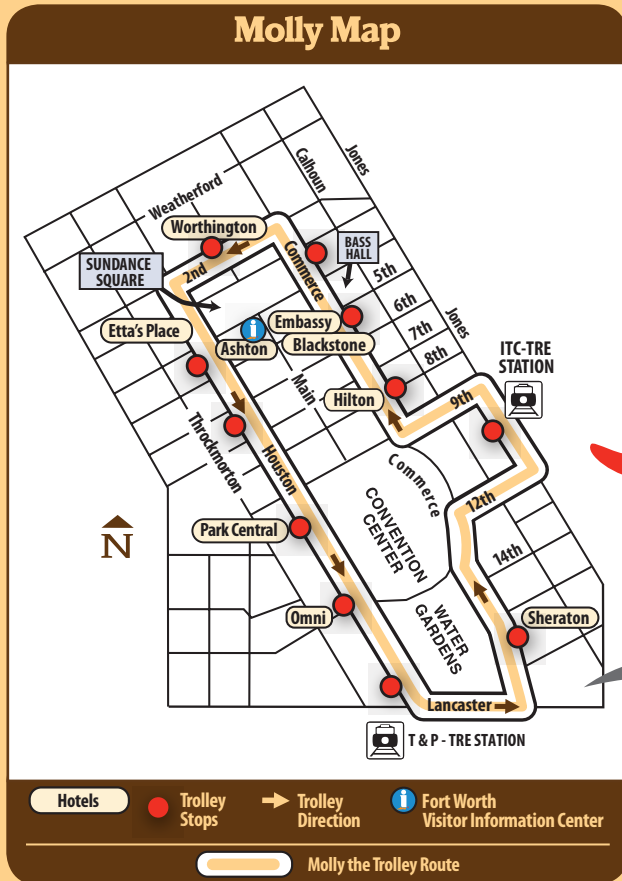 Molly Map
Jones
Calhoun
Weatherford
Worthington
BASS
HALL
Commerce
2nd
SUNDANCE
SQUARE
5th
6th
7th
8th
Jones
Etta's Place
Embassy
Blackstone
Ashton
i
Main
Hilton
9th
ITC-TRE
STATION
Throckmorton
Houston
Commerce
12th
CONVENTION
CENTER
14th
N
Park Central
Omni
WATER
GARDENS
Sheraton
Lancaster
T & P - TRE STATION
Hotels
Trolley
Stops
Trolley
Direction
i
Fort Worth
Visitor Information Center
Molly the Trolley Route